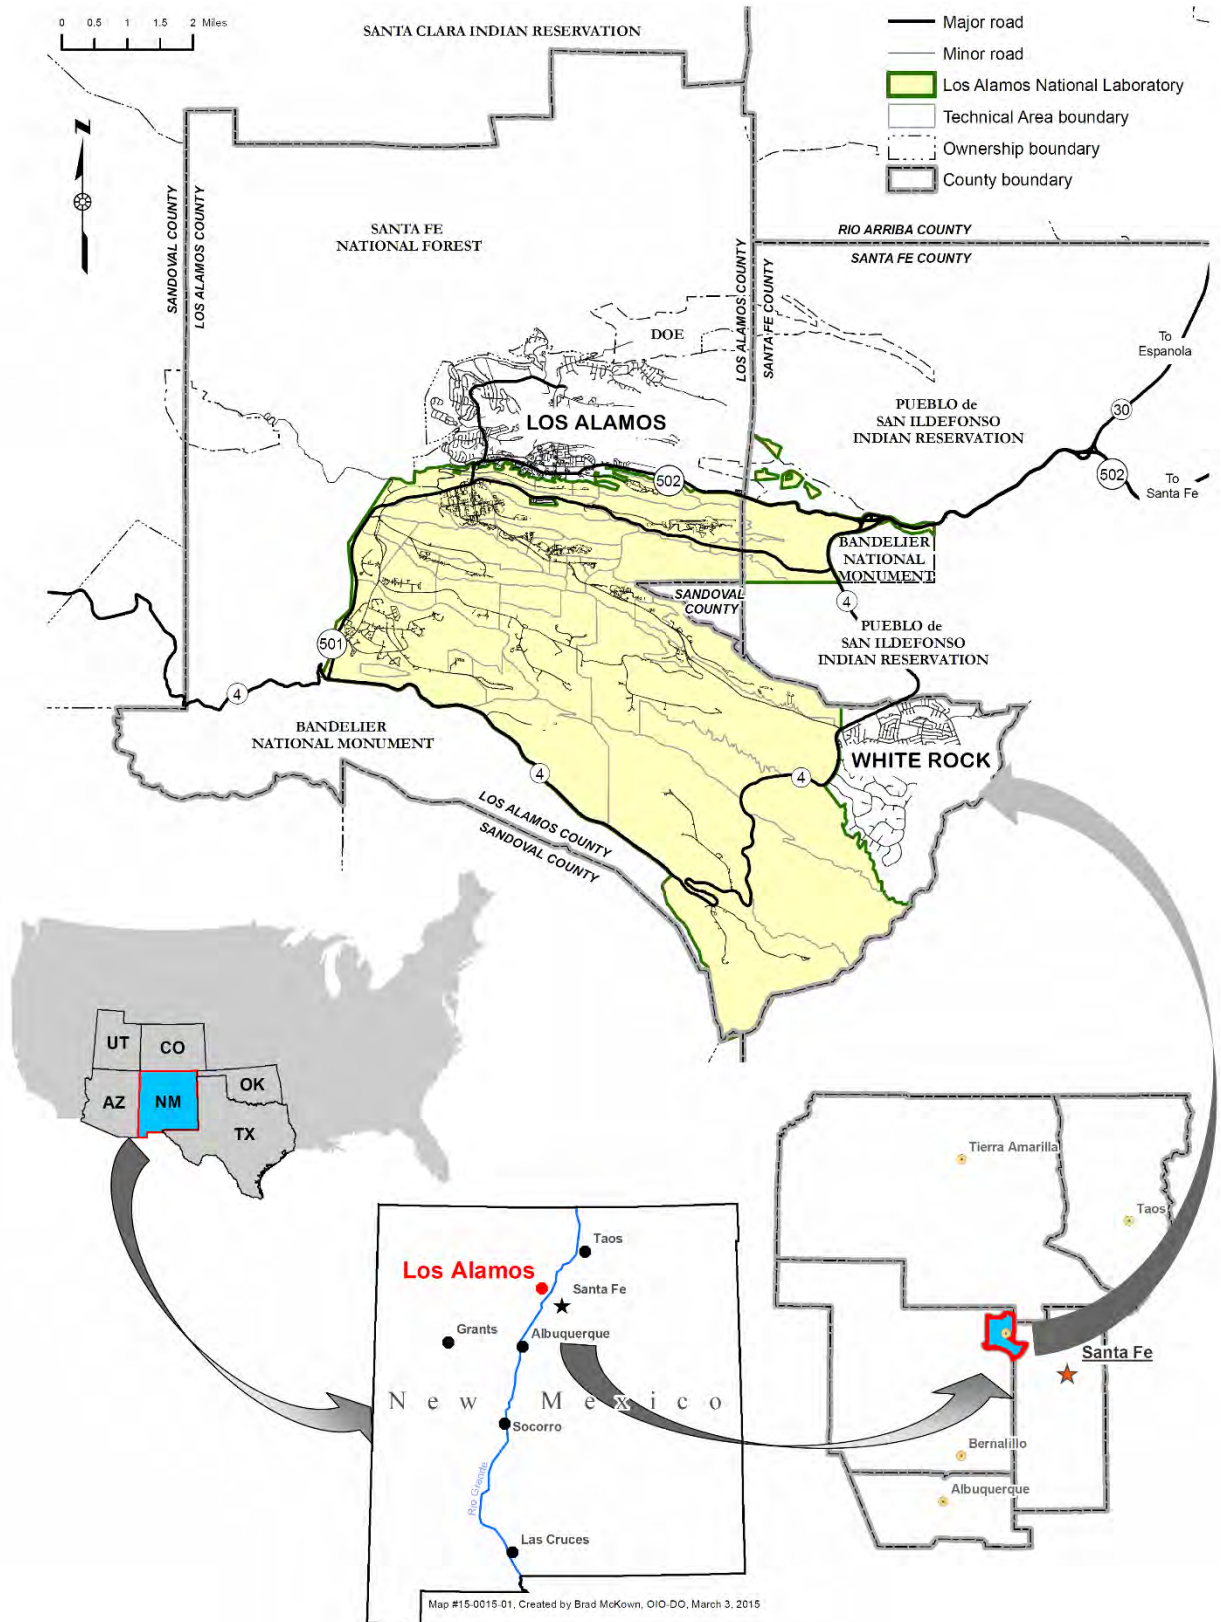 0 0.5 1 1.5 2 Miles
SANTA CLARA INDIAN RESERVATION
Major road
Minor road
Los Alamos National Laboratory
Technical Area boundary
Ownership boundary
County boundary
N
SANDOVAL COUNTY
LOS ALAMOS COUNTY
SANTA FE
NATIONAL FOREST
LOS ALAMOS COUNTY
SANTA FE COUNTY
RIO ARRIBA COUNTY
SANTA FE COUNTY
DOE
To
Espanola
LOS ALAMOS
PUEBLO de
SAN ILDEFONSO
INDIAN RESERVATION
30
502
502
To
Santa Fe
BANDELIER
NATIONAL
MONUMENT
SANDOVAL
COUNTY
4
PUEBLO de
SAN ILDEFONSO
INDIAN RESERVATION
501
4
BANDELIER
NATIONAL MONUMENT
WHITE ROCK
4
4
LOS ALAMOS COUNTY
SANDOVAL COUNTY
UT
CO
AZ
NM
OK
TX
Tierra Amarilla
Taos
Santa Fe
Bernalillo
Albuquerque
Taos
Los Alamos
Santa Fe
Grants
Albuquerque
New Mexico
Socorro
Rio Grande
Las Cruces
Map #15-0015-01, Created by Brad McKown, OIO-DO, March 3, 2015